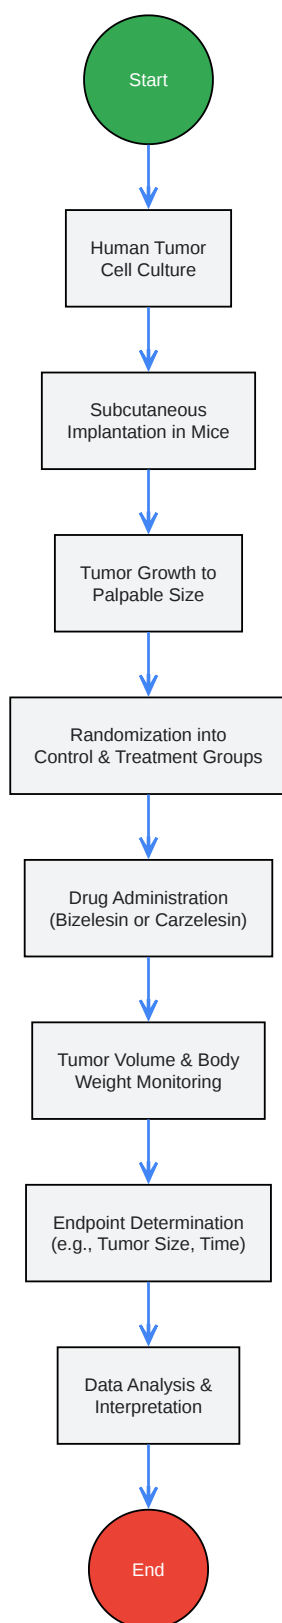 Start
Human Tumor
Cell Culture
Subcutaneous
Implantation in Mice
Tumor Growth to
Palpable Size
Randomization into
Control & Treatment Groups
Drug Administration
(Bizelesin or Carzelesin)
Tumor Volume & Body
Weight Monitoring
Endpoint Determination
(e.g., Tumor Size, Time)
Data Analysis &
Interpretation
End